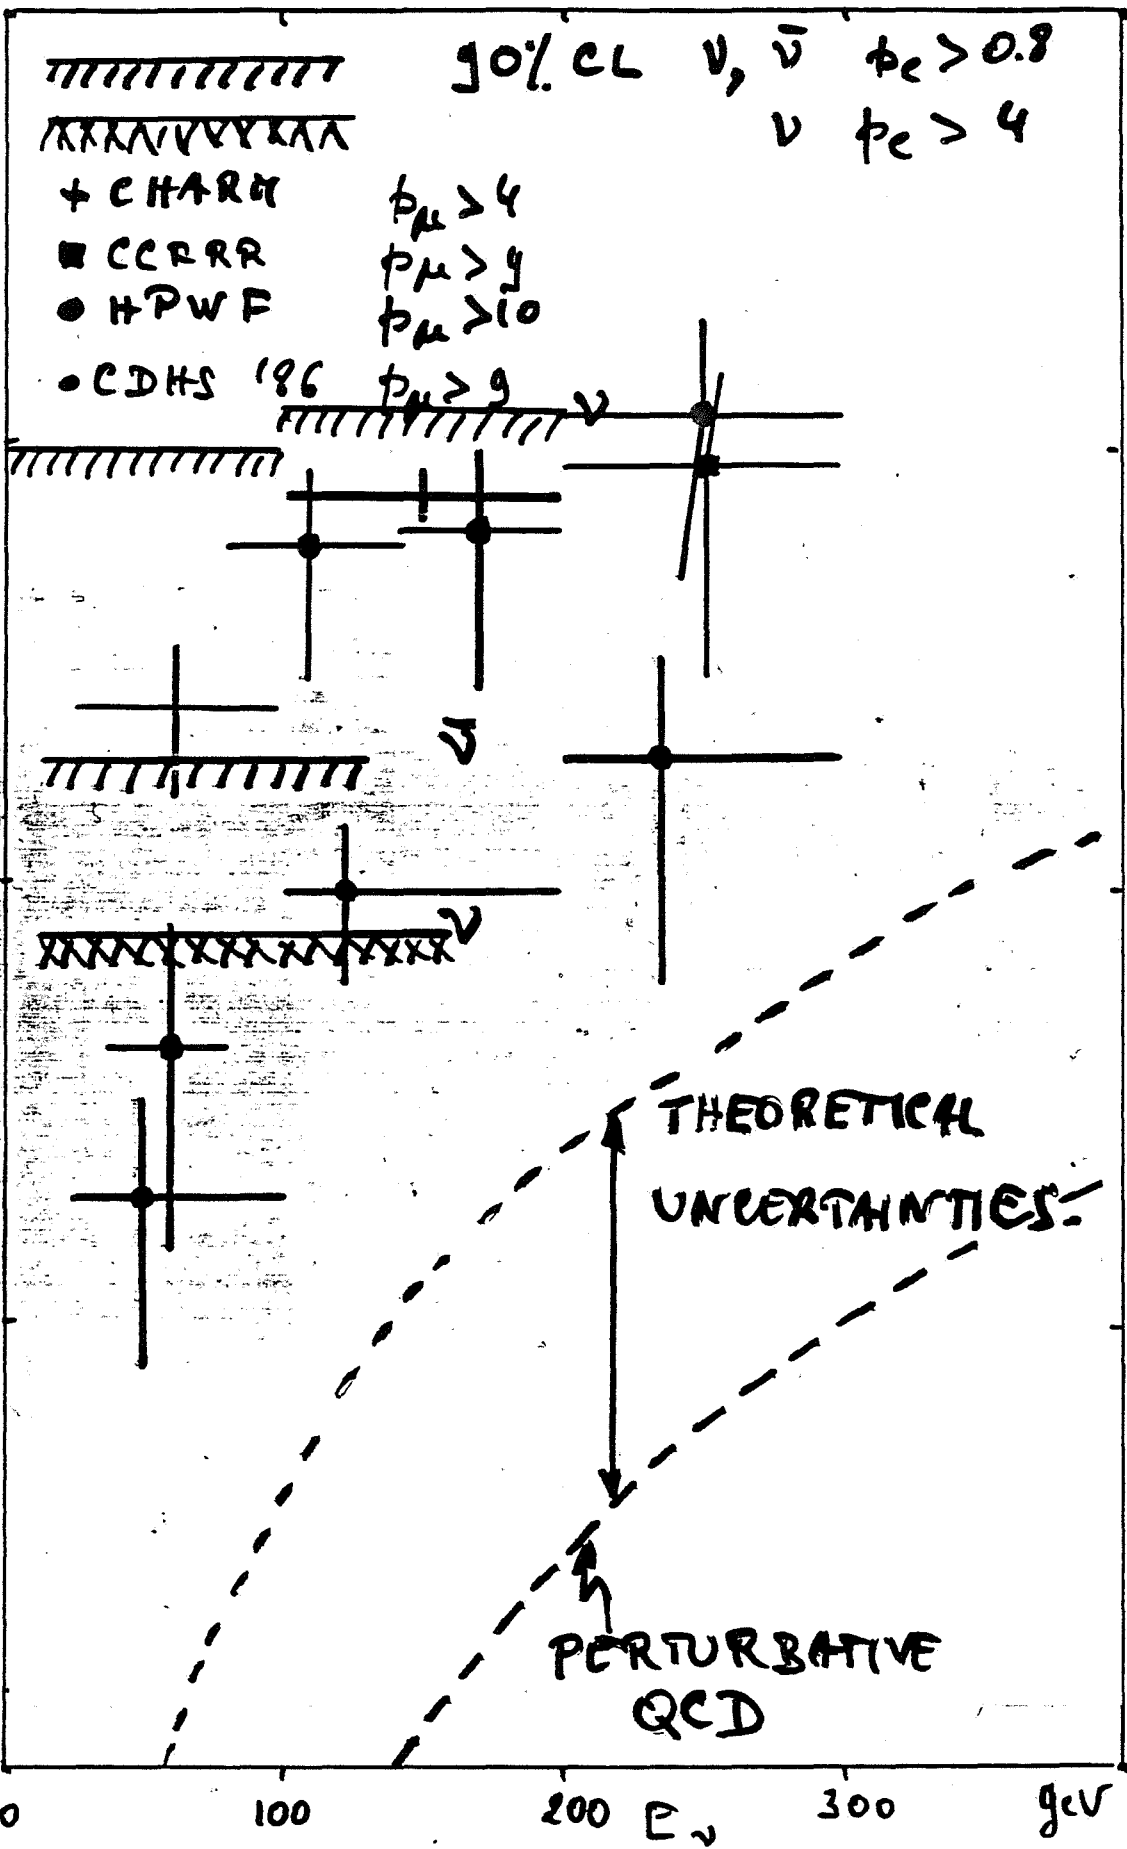 90% CL ν, ν̄ pe > 0.8
ν pe > 4
+ CHARM pμ > 4
■ CCFRR pμ > 9
● HPWF pμ > 10
• CDHS '86 pμ > 9
ν
ν̄
ν
THEORETICAL
UNCERTAINTIES
PERTURBATIVE
QCD
0 100 200 300 GeV
Eν